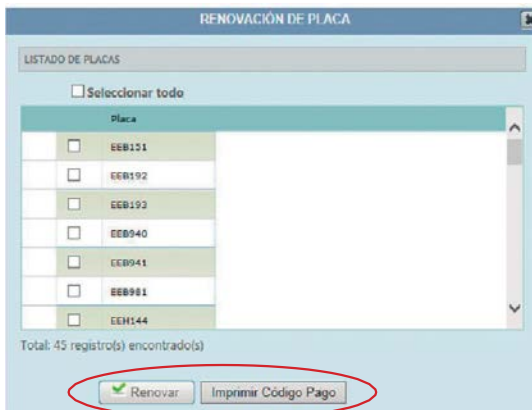 RENOVACIÓN DE PLACA
LISTADO DE PLACAS
Seleccionar todo
Placa
EEB151
EEB192
EEB193
EEB940
EEB941
EEB981
EEH144
Total: 45 registro(s) encontrado(s)
Renovar Imprimir Código Pago